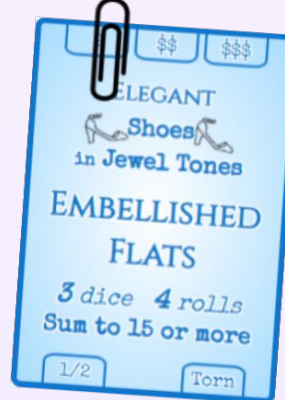 $$ $$$
ELEGANT
Shoes
in Jewel Tones
EMBELLISHED
FLATS
3 dice 4 rolls
Sum to 15 or more
1/2 Torn